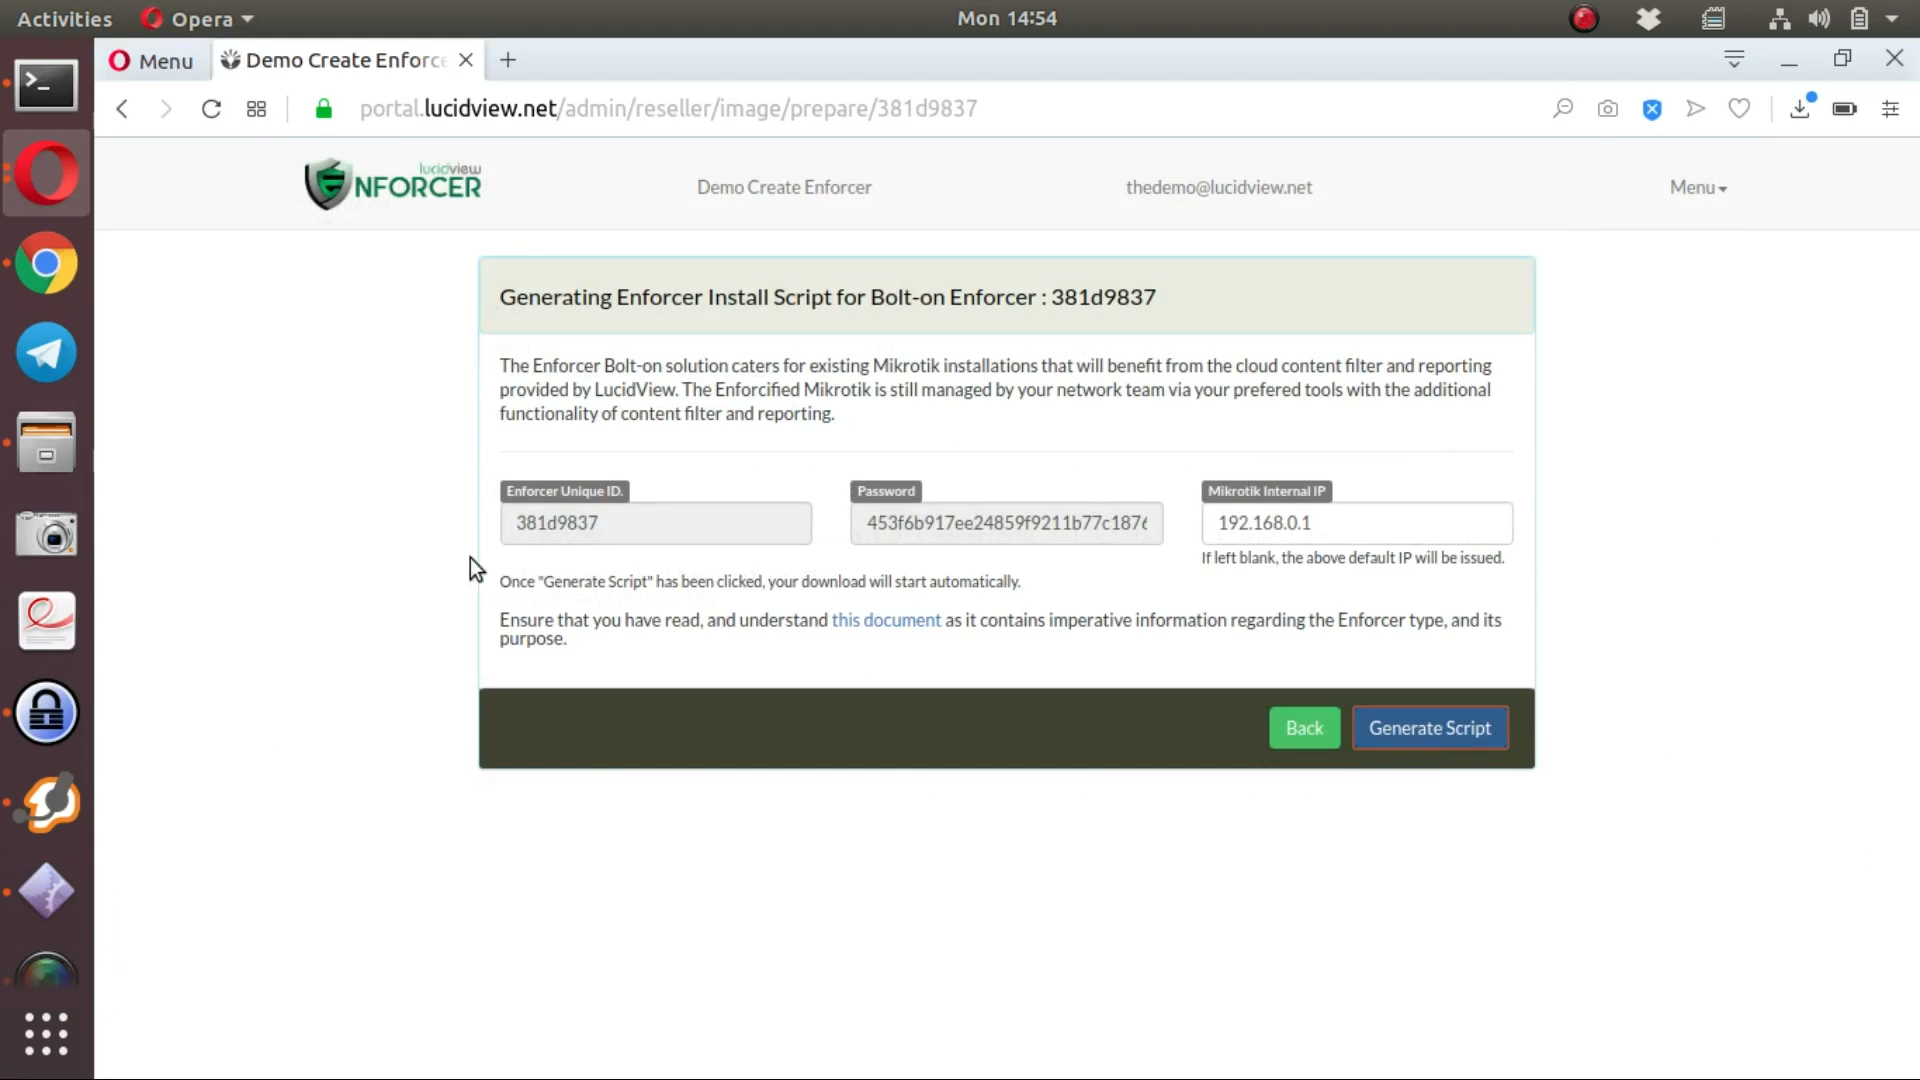 Activities
Opera
Mon 14:54
Menu
Demo Create Enforce
portal.lucidview.net/admin/reseller/image/prepare/381d9837
lucidview
NFORCER
Demo Create Enforcer
thedemo@lucidview.net
Menu
Generating Enforcer Install Script for Bolt-on Enforcer : 381d9837
The Enforcer Bolt-on solution caters for existing Mikrotik installations that will benefit from the cloud content filter and reporting
provided by LucidView. The Enforcified Mikrotik is still managed by your network team via your prefered tools with the additional
functionality of content filter and reporting.
Enforcer Unique ID.
Password
Mikrotik Internal IP
381d9837
453f6b917ee24859f9211b77c1876
192.168.0.1
If left blank, the above default IP will be issued.
Once "Generate Script" has been clicked, your download will start automatically.
Ensure that you have read, and understand this document as it contains imperative information regarding the Enforcer type, and its
purpose.
Back
Generate Script